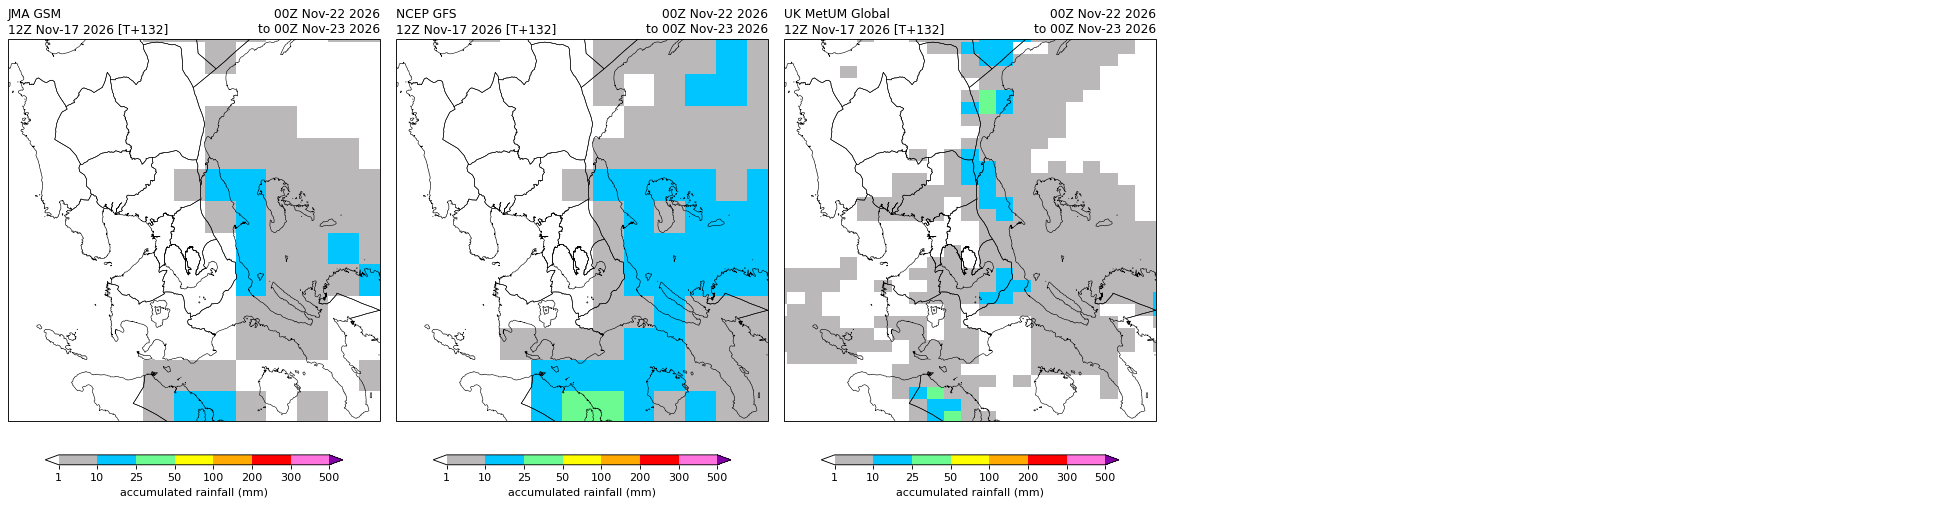 JMA GSM
00Z Nov-22 2026
12Z Nov-17 2026 [T+132]
to 00Z Nov-23 2026
NCEP GFS
00Z Nov-22 2026
12Z Nov-17 2026 [T+132]
to 00Z Nov-23 2026
UK MetUM Global
00Z Nov-22 2026
12Z Nov-17 2026 [T+132]
to 00Z Nov-23 2026
1 10 25 50 100 200 300 500
accumulated rainfall (mm)
1 10 25 50 100 200 300 500
accumulated rainfall (mm)
1 10 25 50 100 200 300 500
accumulated rainfall (mm)